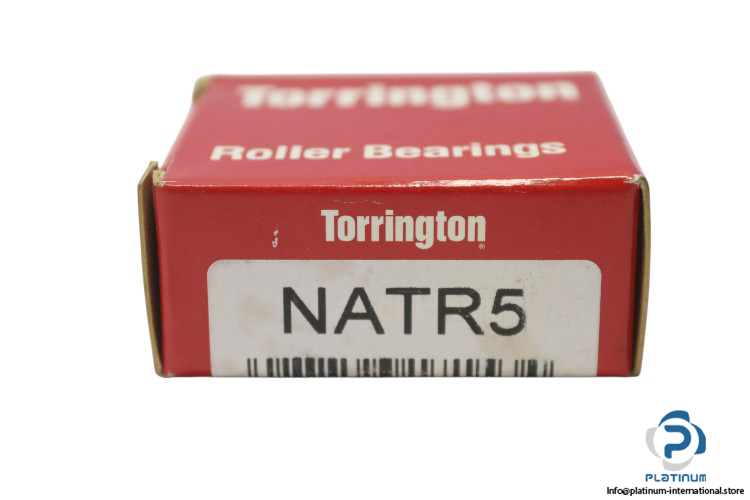 Torrington
Roller Bearings
Torrington®
NATR5
PLATINUM
Info@platinum-international.store